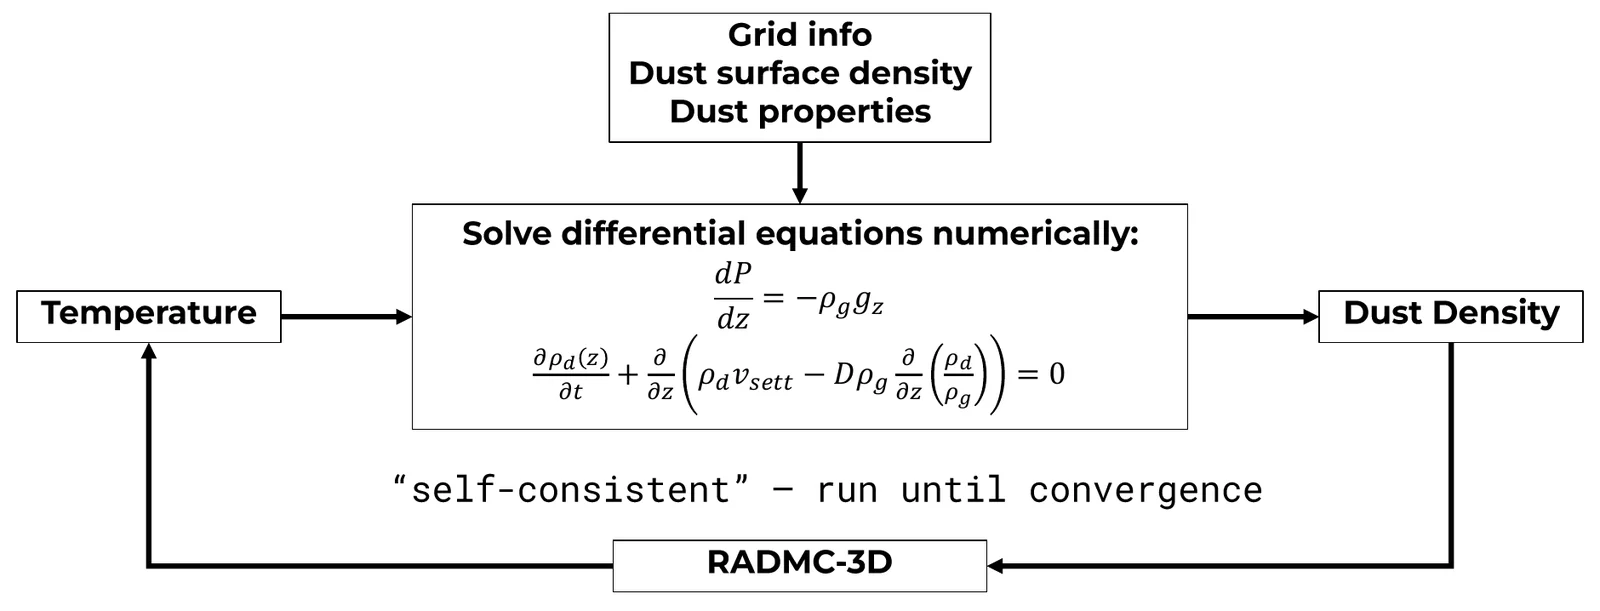 Grid info
Dust surface density
Dust properties
Solve differential equations numerically:
dP/dz = −ρ_g g_z
∂ρ_d(z)/∂t + ∂/∂z (ρ_d v_sett − Dρ_g ∂/∂z (ρ_d/ρ_g)) = 0
Temperature
Dust Density
“self-consistent” – run until convergence
RADMC-3D